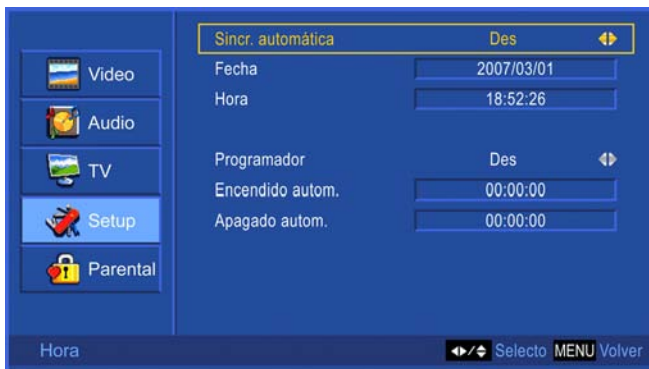 Video
Audio
TV
Setup
Parental
Sincr. automática Des
Fecha 2007/03/01
Hora 18:52:26
Programador Des
Encendido autom. 00:00:00
Apagado autom. 00:00:00
Hora
Selecto MENU Volver